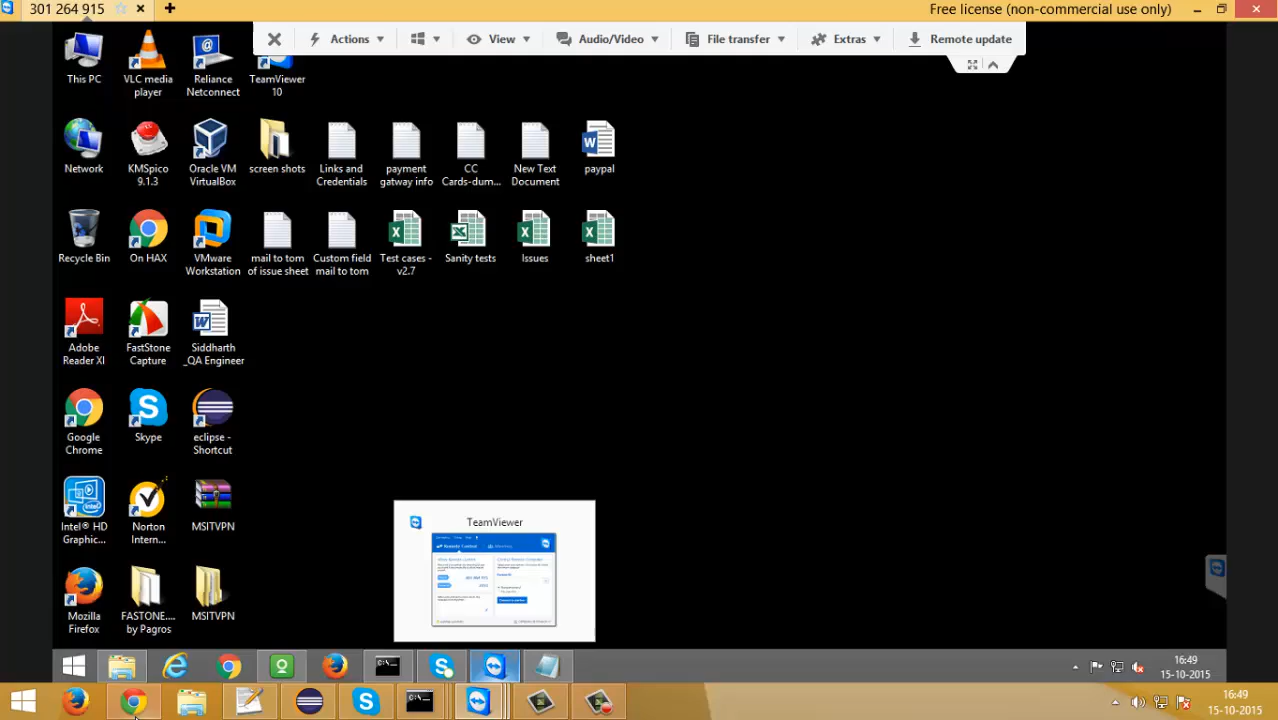 301 264 915
Free license (non-commercial use only)
Actions
View
Audio/Video
File transfer
Extras
Remote update
This PC
VLC media
player
Reliance
Netconnect
TeamViewer
10
Network
KMSpico
9.1.3
Oracle VM
VirtualBox
screen shots
Links and
Credentials
payment
gatway info
CC
Cards-dum...
New Text
Document
paypal
Recycle Bin
On HAX
VMware
Workstation
mail to tom
of issue sheet
Custom field
mail to tom
Test cases -
v2.7
Sanity tests
Issues
sheet1
Adobe
Reader XI
FastStone
Capture
Siddharth
_QA Engineer
Google
Chrome
Skype
eclipse -
Shortcut
Intel® HD
Graphic...
Norton
Intern...
MSITVPN
TeamViewer
Mozilla
Firefox
FASTONE....
by Pagros
MSITVPN
16:49
15-10-2015
16:49
15-10-2015